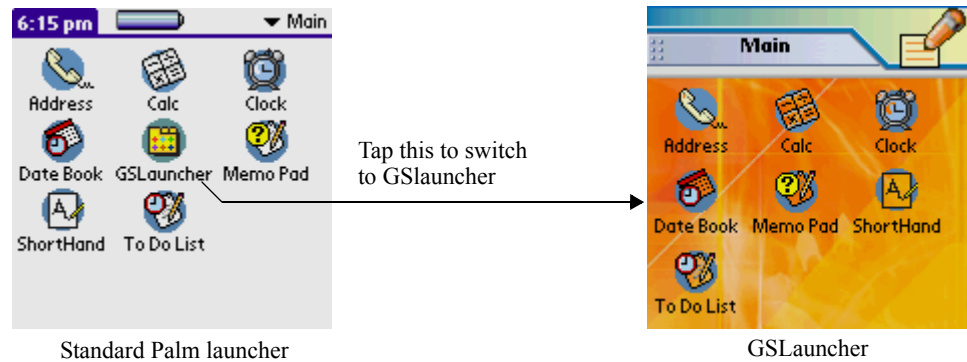 6:15 pm Main
Address Calc Clock
Date Book GSLauncher Memo Pad
ShortHand To Do List
Standard Palm launcher
Tap this to switch
to GSlauncher
Main
Address Calc Clock
Date Book Memo Pad ShortHand
To Do List
GSLauncher